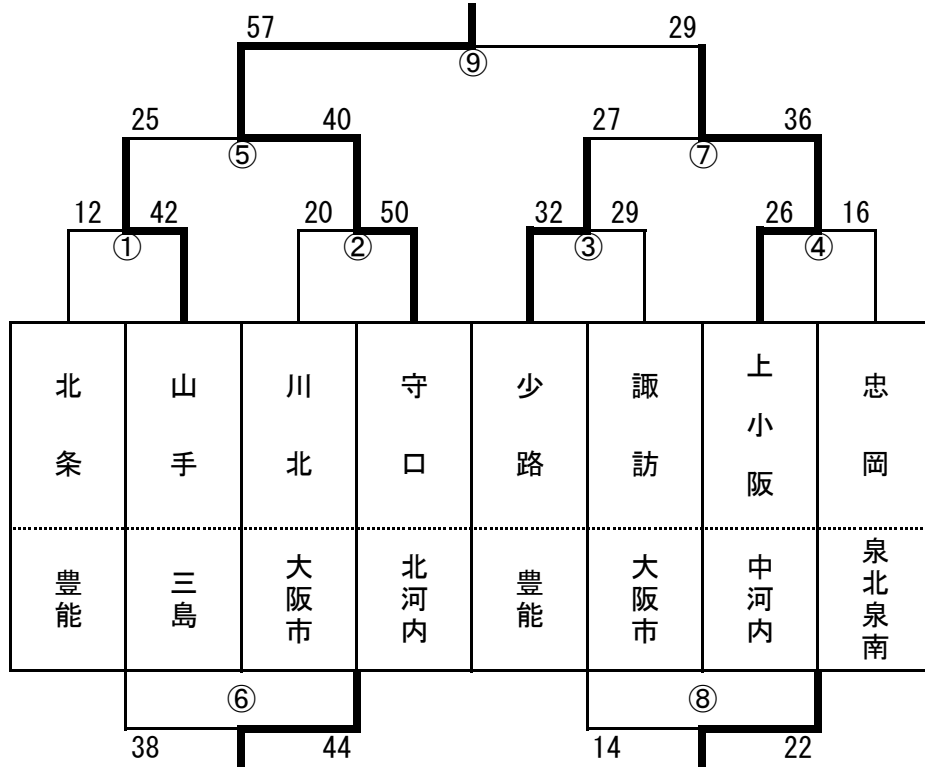 57 29
⑨
25 40 27 36
⑤ ⑦
12 42 20 50 32 29 26 16
① ② ③ ④
北条
山手
川北
守口
少路
諏訪
上小阪
忠岡
豊能
三島
大阪市
北河内
豊能
大阪市
中河内
泉北泉南
⑥ ⑧
38 44 14 22